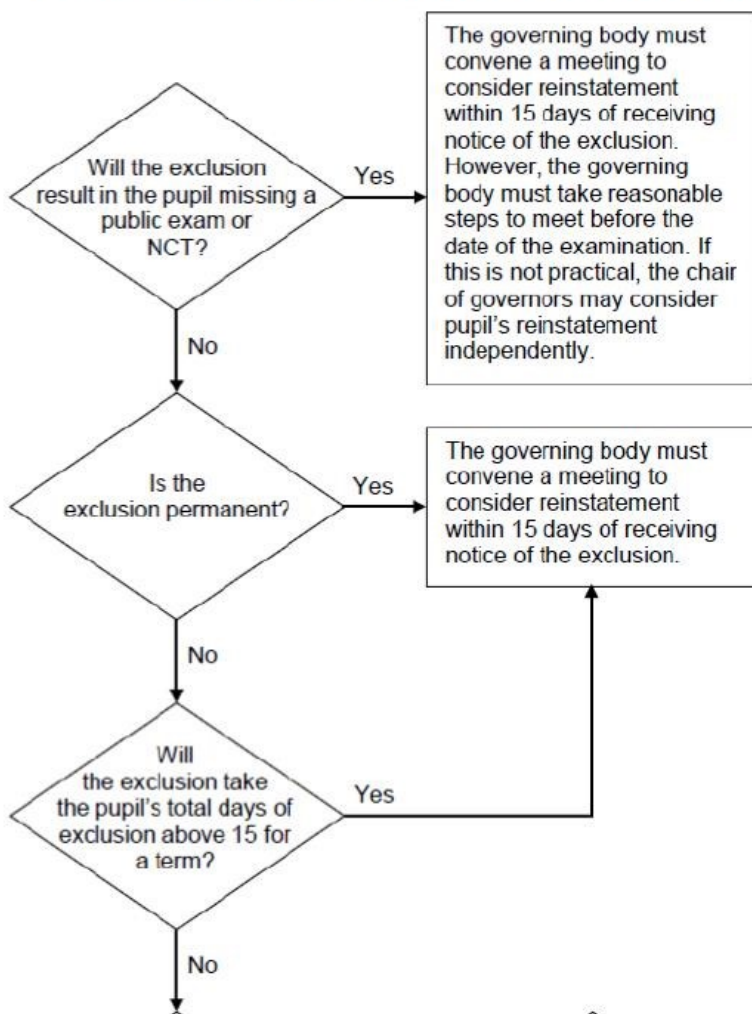 Will the exclusion
result in the pupil missing a
public exam or
NCT?
Yes
The governing body must
convene a meeting to
consider reinstatement
within 15 days of receiving
notice of the exclusion.
However, the governing
body must take reasonable
steps to meet before the
date of the examination. If
this is not practical, the chair
of governors may consider
pupil's reinstatement
independently.
No
Is the
exclusion permanent?
Yes
The governing body must
convene a meeting to
consider reinstatement
within 15 days of receiving
notice of the exclusion.
No
Will
the exclusion take
the pupil's total days of
exclusion above 15 for
a term?
Yes
No